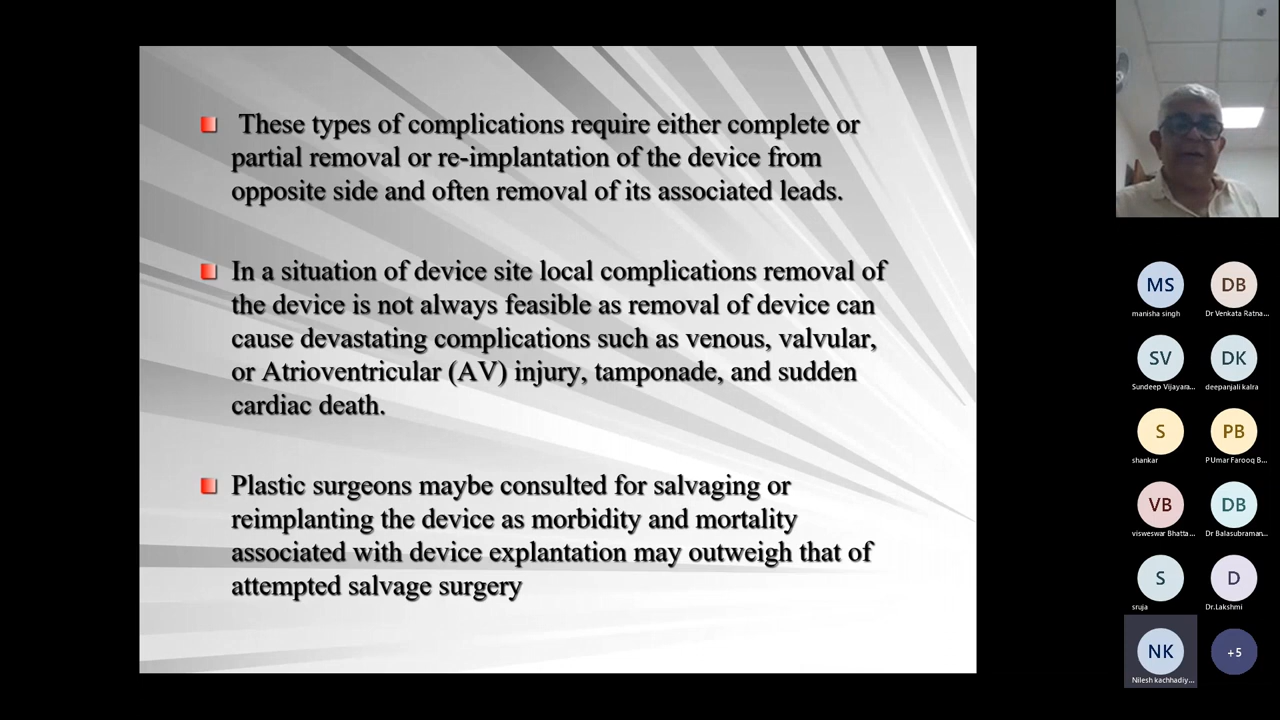 These types of complications require either complete or
partial removal or re-implantation of the device from
opposite side and often removal of its associated leads.
In a situation of device site local complications removal of
the device is not always feasible as removal of device can
cause devastating complications such as venous, valvular,
or Atrioventricular (AV) injury, tamponade, and sudden
cardiac death.
Plastic surgeons maybe consulted for salvaging or
reimplanting the device as morbidity and mortality
associated with device explantation may outweigh that of
attempted salvage surgery
MS
DB
manisha singh
Dr Venkata Ratna...
SV
DK
Sundeep Vijayara...
deepanjali kalra
S
PB
shankar
P Umar Farooq B...
VB
DB
visweswar Bhatta...
Dr Balasubraman...
S
D
sruja
Dr.Lakshmi
NK
+5
Nilesh kachhadiy...